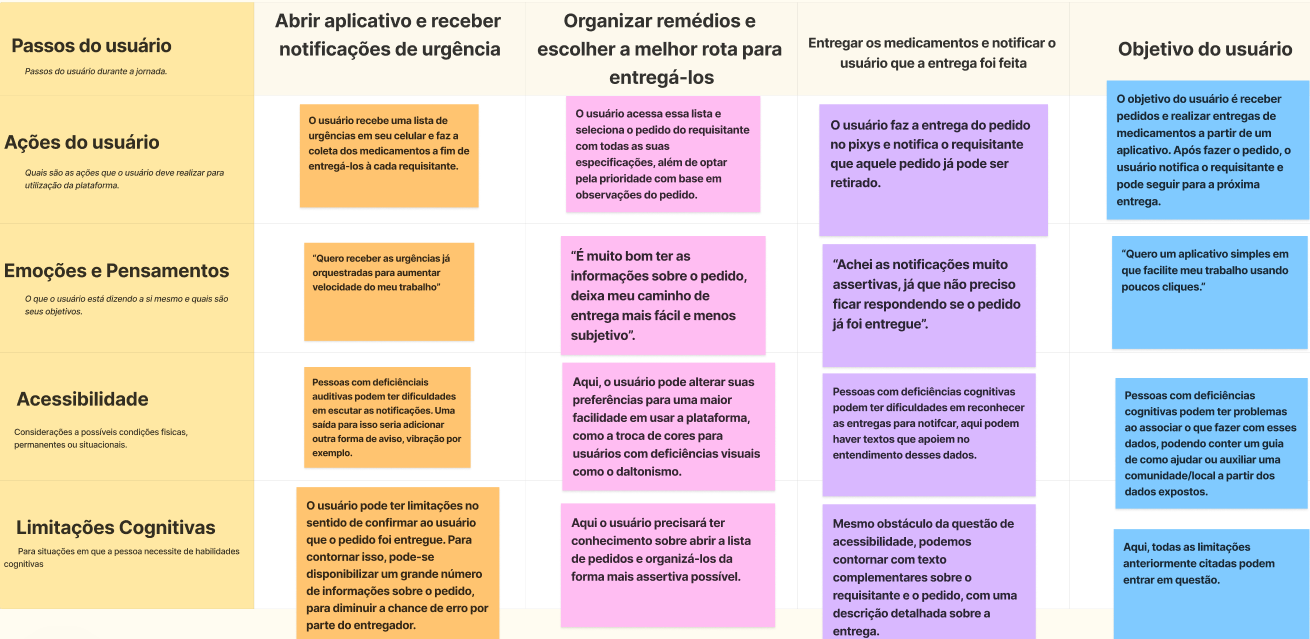 Passos do usuário
Passos do usuário durante a jornada.
Abrir aplicativo e receber
notificações de urgência
Organizar remédios e
escolher a melhor rota para
entregá-los
Entregar os medicamentos e notificar o
usuário que a entrega foi feita
Objetivo do usuário
Ações do usuário
Quais são as ações que o usuário deve realizar para
utilização da plataforma.
O usuário recebe uma lista de
urgências em seu celular e faz a
coleta dos medicamentos a fim de
entregá-los à cada requisitante.
O usuário acessa essa lista e
seleciona o pedido do requisitante
com todas as suas
especificações, além de optar
pela prioridade com base em
observações do pedido.
O usuário faz a entrega do pedido
no pixys e notifica o requisitante
que aquele pedido já pode ser
retirado.
O objetivo do usuário é receber
pedidos e realizar entregas de
medicamentos a partir de um
aplicativo. Após fazer o pedido, o
usuário notifica o requisitante e
pode seguir para a próxima
entrega.
Emoções e Pensamentos
O que o usuário está dizendo a si mesmo e quais são
seus objetivos.
“Quero receber as urgências já
orquestradas para aumentar
velocidade do meu trabalho”
“É muito bom ter as
informações sobre o pedido,
deixa meu caminho de
entrega mais fácil e menos
subjetivo”.
“Achei as notificações muito
assertivas, já que não preciso
ficar respondendo se o pedido
já foi entregue”.
“Quero um aplicativo simples em
que facilite meu trabalho usando
poucos cliques.”
Acessibilidade
Considerações a possíveis condições físicas,
permanentes ou situacionais.
Pessoas com deficiênciais
auditivas podem ter dificuldades
em escutar as notificações. Uma
saída para isso seria adicionar
outra forma de aviso, vibração por
exemplo.
Aqui, o usuário pode alterar suas
preferências para uma maior
facilidade em usar a plataforma,
como a troca de cores para
usuários com deficiências visuais
como o daltonismo.
Pessoas com deficiências cognitivas
podem ter dificuldades em reconhecer
as entregas para notifcar, aqui podem
haver textos que apoiem no
entendimento desses dados.
Pessoas com deficiências
cognitivas podem ter problemas
ao associar o que fazer com esses
dados, podendo conter um guia
de como ajudar ou auxiliar uma
comunidade/local a partir dos
dados expostos.
Limitações Cognitivas
Para situações em que a pessoa necessite de habilidades
cognitivas
O usuário pode ter limitações no
sentido de confirmar ao usuário
que o pedido foi entregue. Para
contornar isso, pode-se
disponibilizar um grande número
de informações sobre o pedido,
para diminuir a chance de erro por
parte do entregador.
Aqui o usuário precisará ter
conhecimento sobre abrir a lista
de pedidos e organizá-los da
forma mais assertiva possível.
Mesmo obstáculo da questão de
acessibilidade, podemos
contornar com texto
complementares sobre o
requisitante e o pedido, com uma
descrição detalhada sobre a
entrega.
Aqui, todas as limitações
anteriormente citadas podem
entrar em questão.